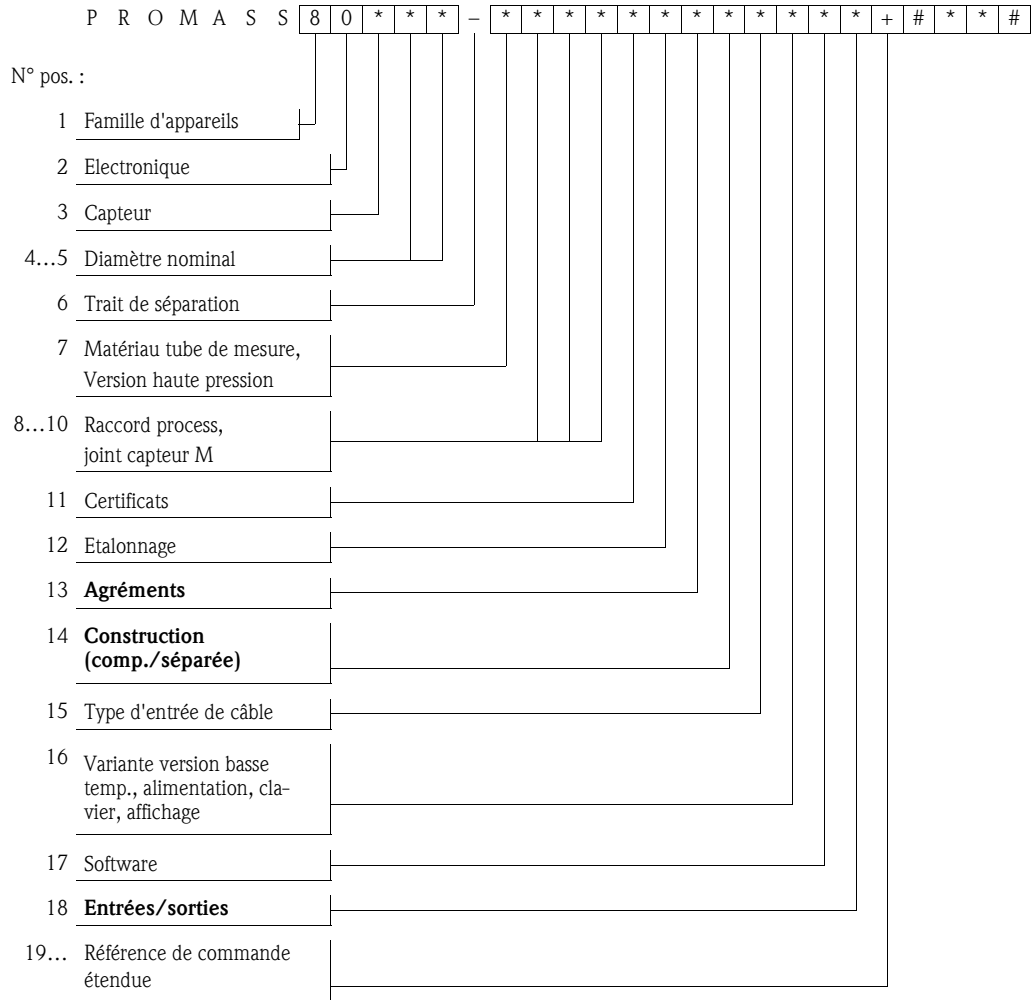 P R O M A S S 8 0 * * * – * * * * * * * * * * * * + # * * #
N° pos. :
1 Famille d'appareils
2 Electronique
3 Capteur
4...5 Diamètre nominal
6 Trait de séparation
7 Matériau tube de mesure,
Version haute pression
8...10 Raccord process,
joint capteur M
11 Certificats
12 Etalonnage
13 Agréments
14 Construction
(comp./séparée)
15 Type d'entrée de câble
16 Variante version basse
temp., alimentation, cla-
vier, affichage
17 Software
18 Entrées/sorties
19... Référence de commande
étendue